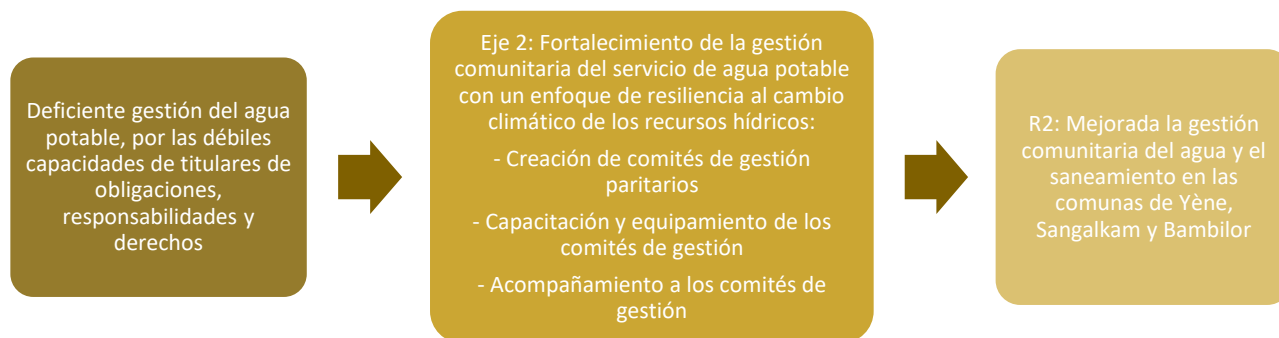 Deficiente gestión del agua
potable, por las débiles
capacidades de titulares de
obligaciones,
responsabilidades y
derechos
Eje 2: Fortalecimiento de la gestión
comunitaria del servicio de agua potable
con un enfoque de resiliencia al cambio
climático de los recursos hídricos:
- Creación de comités de gestión
paritarios
- Capacitación y equipamiento de los
comités de gestión
- Acompañamiento a los comités de
gestión
R2: Mejorada la gestión
comunitaria del agua y el
saneamiento en las
comunas de Yène,
Sangalkam y Bambilor